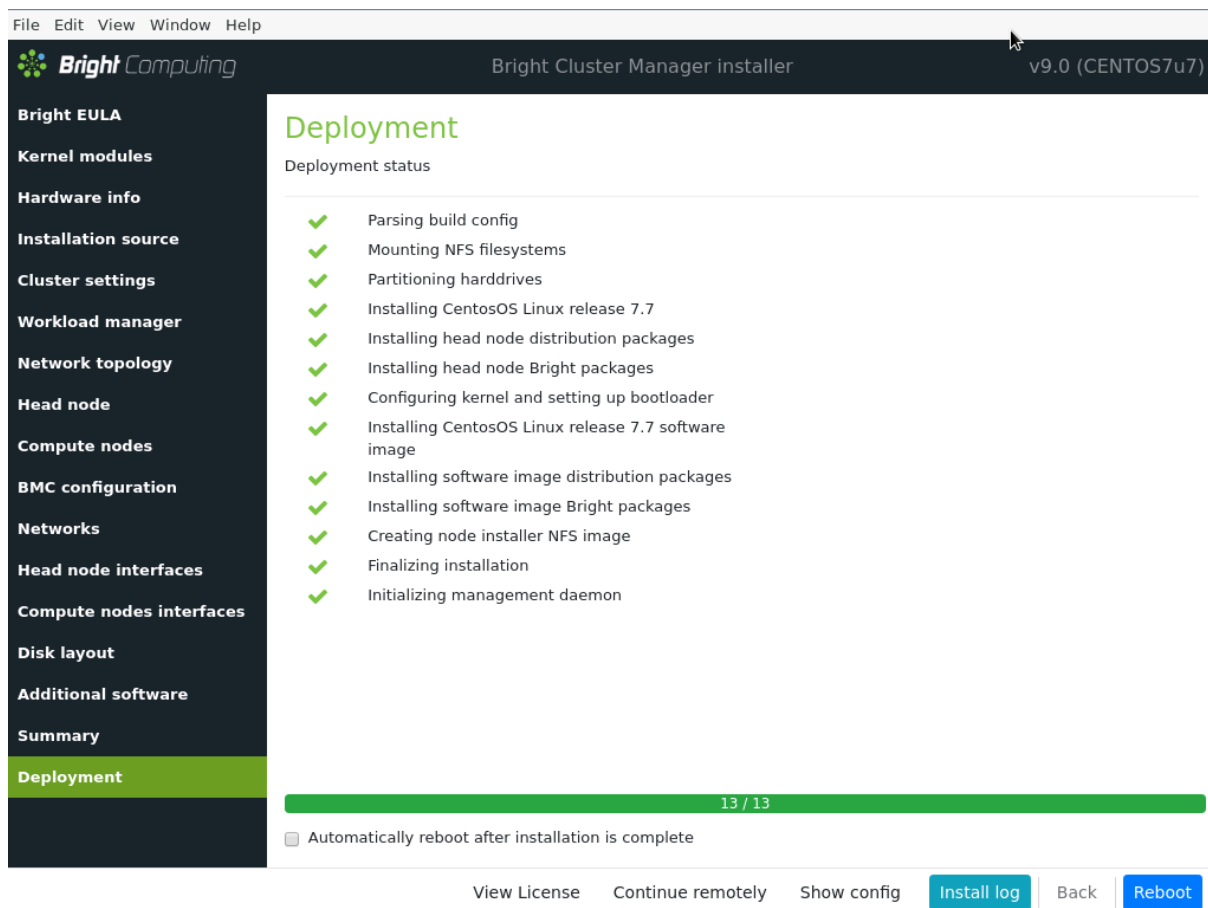 File Edit View Window Help
Bright Computing
Bright Cluster Manager installer
v9.0 (CENTOS7u7)
Bright EULA
Kernel modules
Hardware info
Installation source
Cluster settings
Workload manager
Network topology
Head node
Compute nodes
BMC configuration
Networks
Head node interfaces
Compute nodes interfaces
Disk layout
Additional software
Summary
Deployment
Deployment
Deployment status
Parsing build config
Mounting NFS filesystems
Partitioning harddrives
Installing CentosOS Linux release 7.7
Installing head node distribution packages
Installing head node Bright packages
Configuring kernel and setting up bootloader
Installing CentosOS Linux release 7.7 software
image
Installing software image distribution packages
Installing software image Bright packages
Creating node installer NFS image
Finalizing installation
Initializing management daemon
13 / 13
Automatically reboot after installation is complete
View License Continue remotely Show config Install log Back Reboot